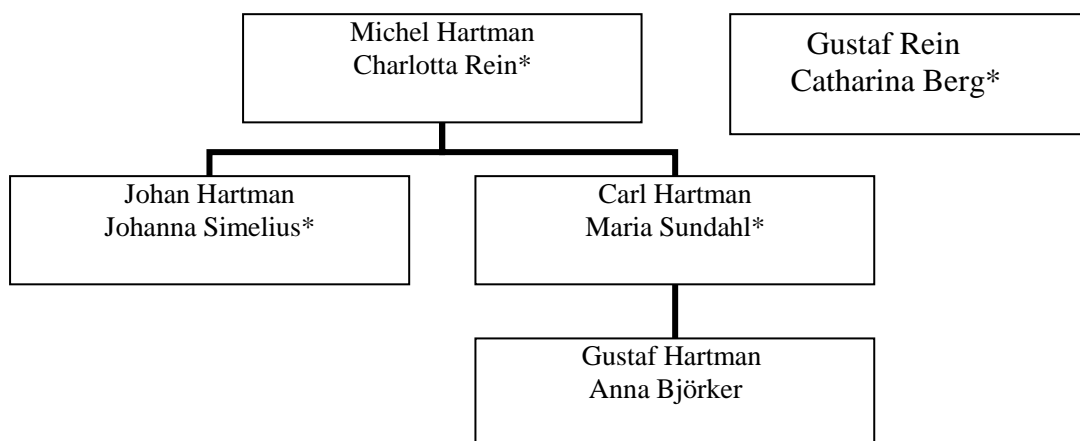 Michel Hartman
Charlotta Rein*
Gustaf Rein
Catharina Berg*
Johan Hartman
Johanna Simelius*
Carl Hartman
Maria Sundahl*
Gustaf Hartman
Anna Björker